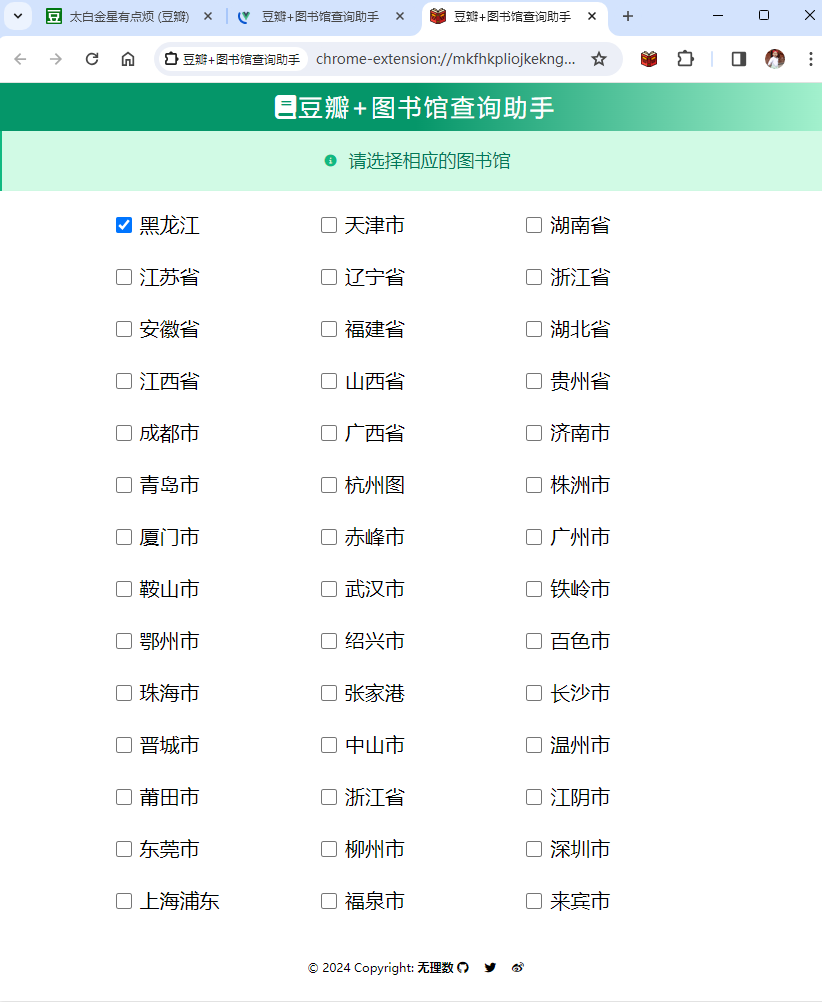 太白金星有点烦 (豆瓣)
豆瓣+图书馆查询助手
豆瓣+图书馆查询助手
豆瓣+图书馆查询助手 chrome-extension://mkfhkpliojkekng...
豆瓣+图书馆查询助手
请选择相应的图书馆
黑龙江 天津市 湖南省
江苏省 辽宁省 浙江省
安徽省 福建省 湖北省
江西省 山西省 贵州省
成都市 广西省 济南市
青岛市 杭州图 株洲市
厦门市 赤峰市 广州市
鞍山市 武汉市 铁岭市
鄂州市 绍兴市 百色市
珠海市 张家港 长沙市
晋城市 中山市 温州市
莆田市 浙江省 江阴市
东莞市 柳州市 深圳市
上海浦东 福泉市 来宾市
© 2024 Copyright: 无理数